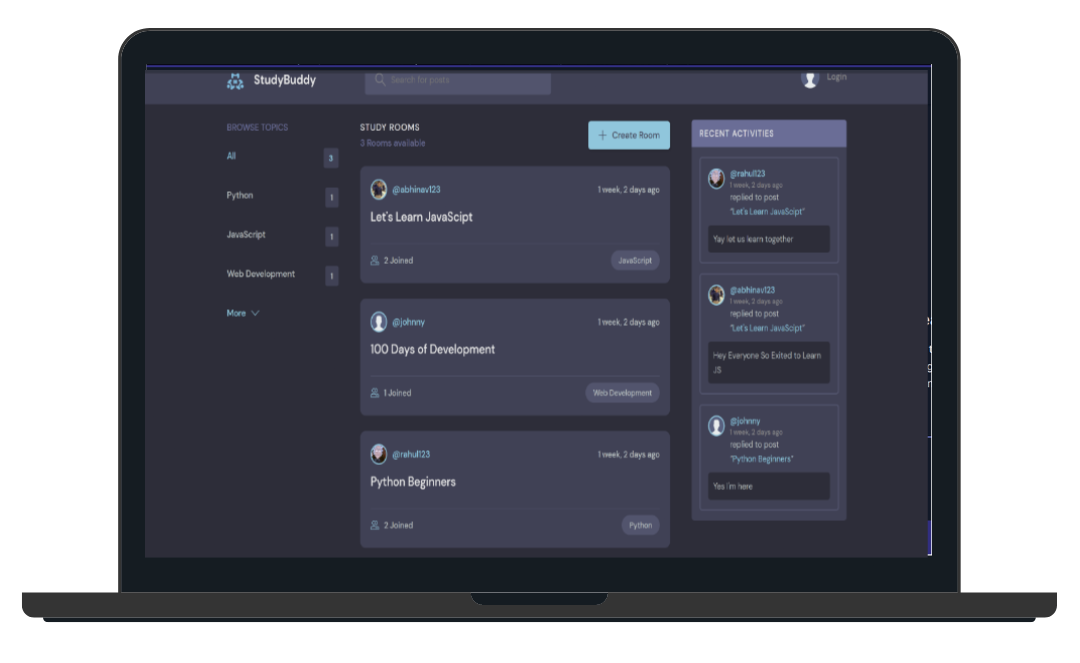 StudyBuddy
Search for posts
Login
BROWSE TOPICS
All
3
Python
1
JavaScript
1
Web Development
1
More
STUDY ROOMS
3 Rooms available
+ Create Room
@abhinav123
1 week, 2 days ago
Let's Learn JavaScipt
2 Joined
JavaScript
@johnny
1 week, 2 days ago
100 Days of Development
1 Joined
Web Development
@rahul123
1 week, 2 days ago
Python Beginners
2 Joined
Python
RECENT ACTIVITIES
@rahul123
1 week, 2 days ago
replied to post
"Let's Learn JavaScipt"
Yay let us learn together
@abhinav123
1 week, 2 days ago
replied to post
"Let's Learn JavaScipt"
Hey Everyone So Exited to Learn
JS
@johnny
1 week, 2 days ago
replied to post
"Python Beginners"
Yes I'm here